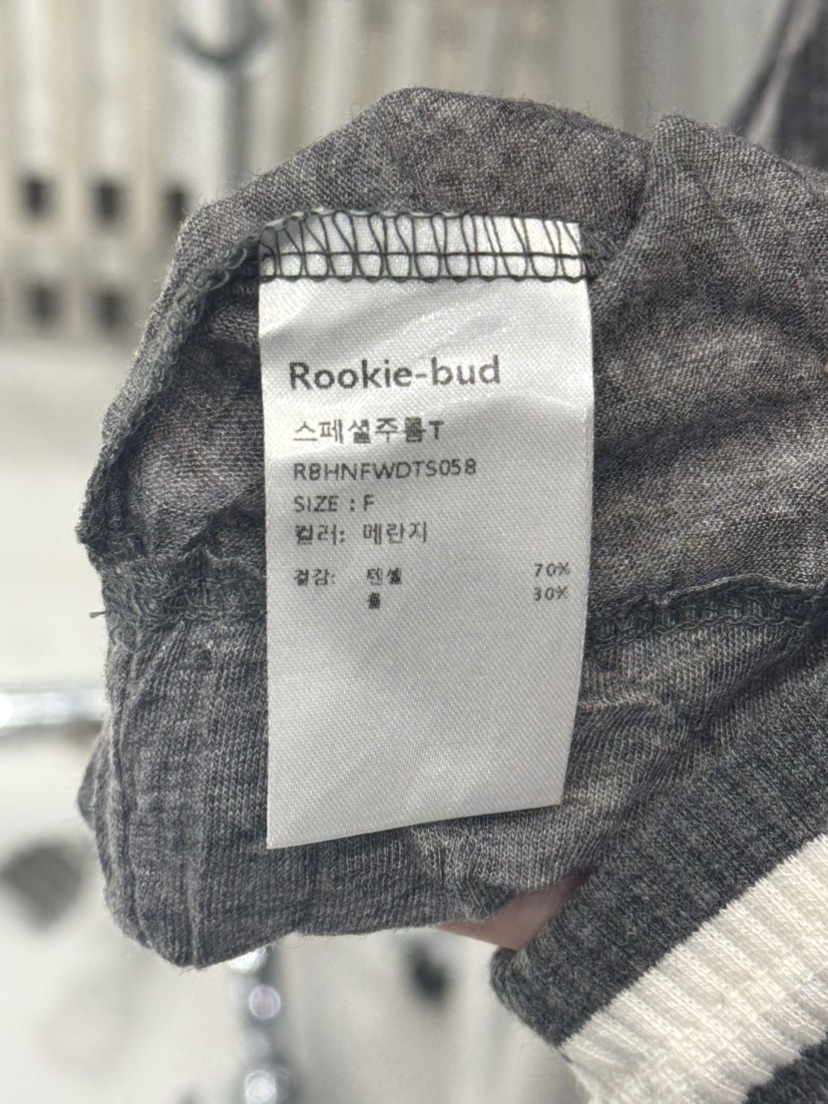 Rookie-bud
스페셜주름T
RBHNFWDTS058
SIZE : F
컬러: 메란지
겉감: 텐셀 70%
울 30%